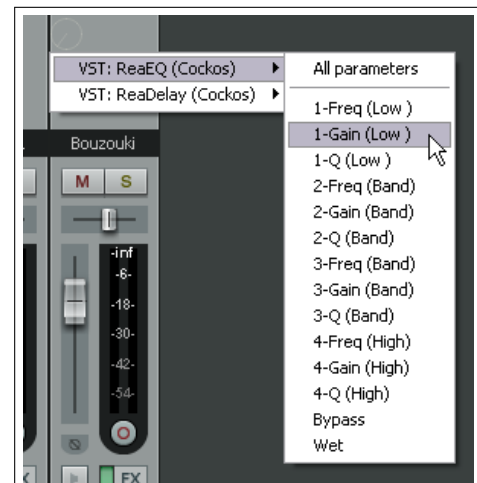 VST: ReaEQ (Cockos)
VST: ReaDelay (Cockos)
All parameters
1-Freq (Low )
1-Gain (Low )
1-Q (Low )
2-Freq (Band)
2-Gain (Band)
2-Q (Band)
3-Freq (Band)
3-Gain (Band)
3-Q (Band)
4-Freq (High)
4-Gain (High)
4-Q (High)
Bypass
Wet
Bouzouki
M S
-inf
-6-
-18-
-30-
-42-
-54-
FX